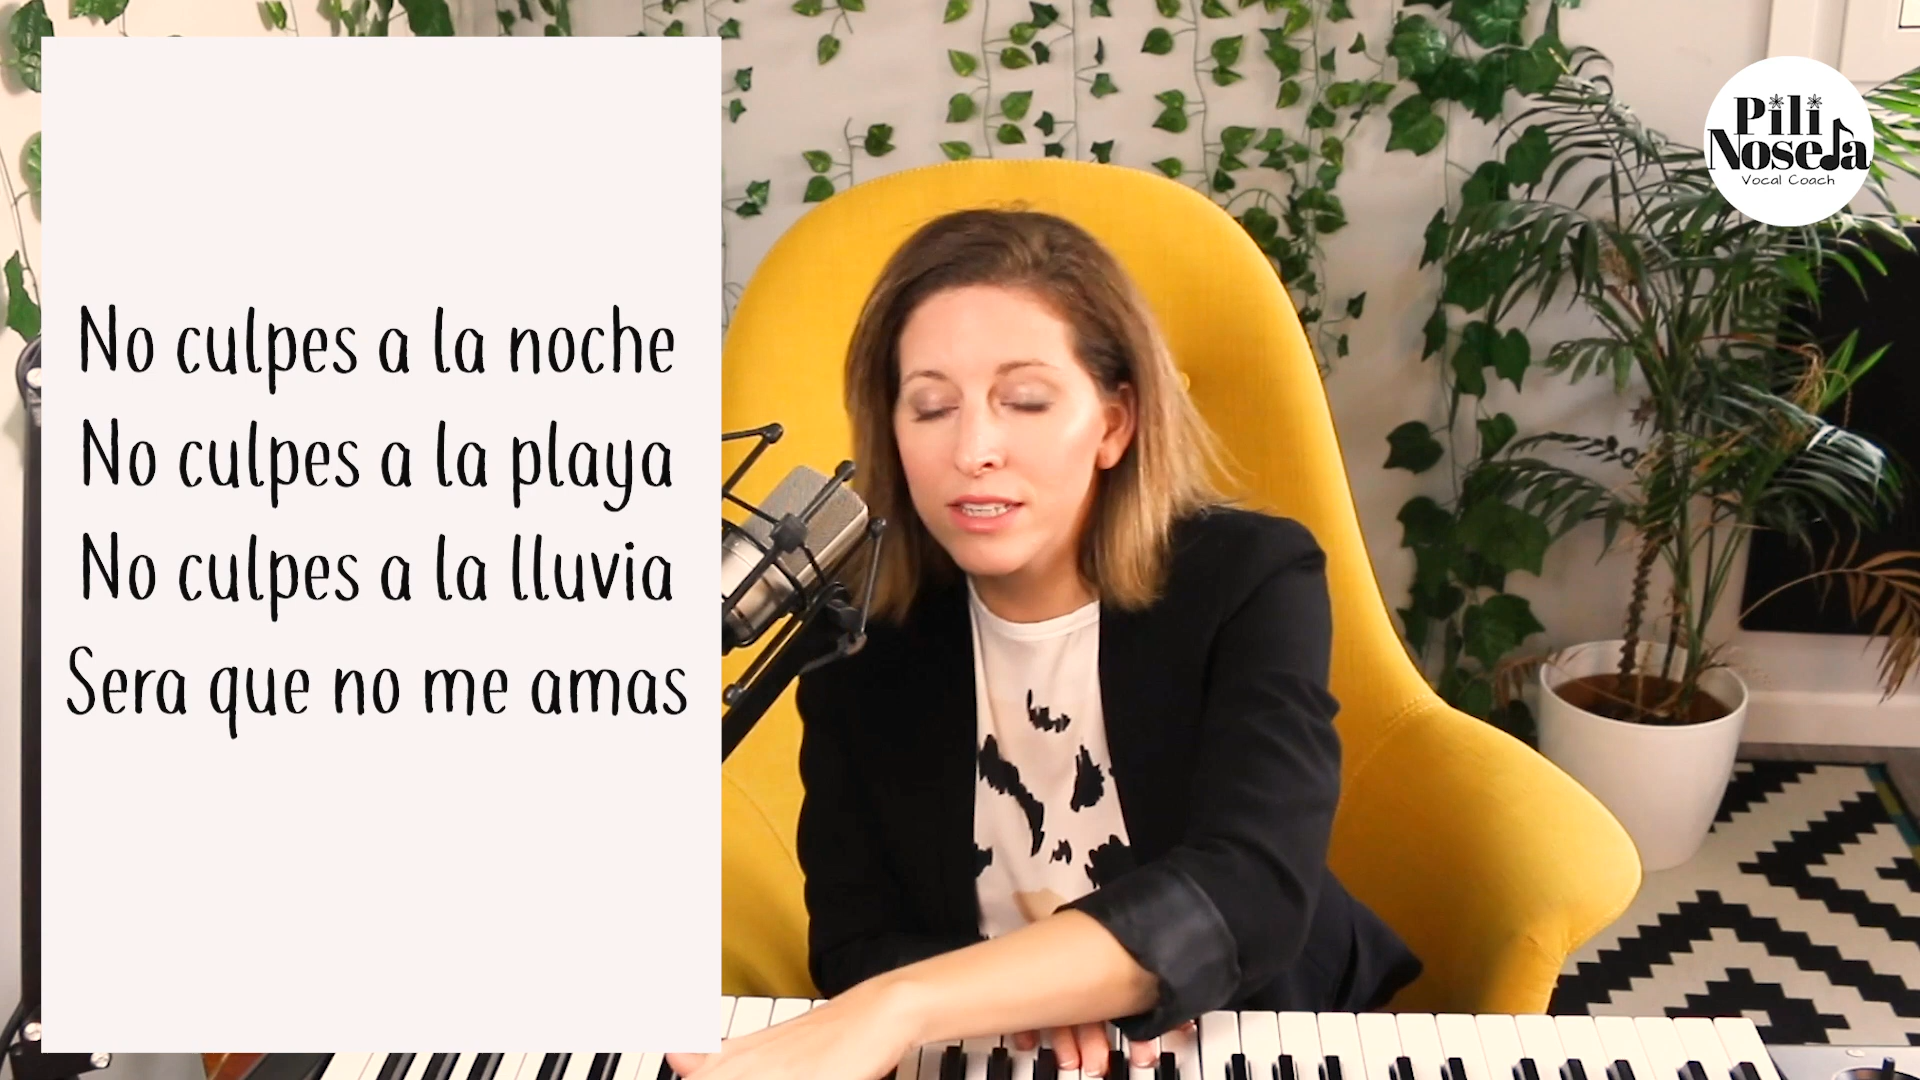 No culpes a la noche
No culpes a la playa
No culpes a la lluvia
Sera que no me amas
Pili
Noseda
Vocal Coach